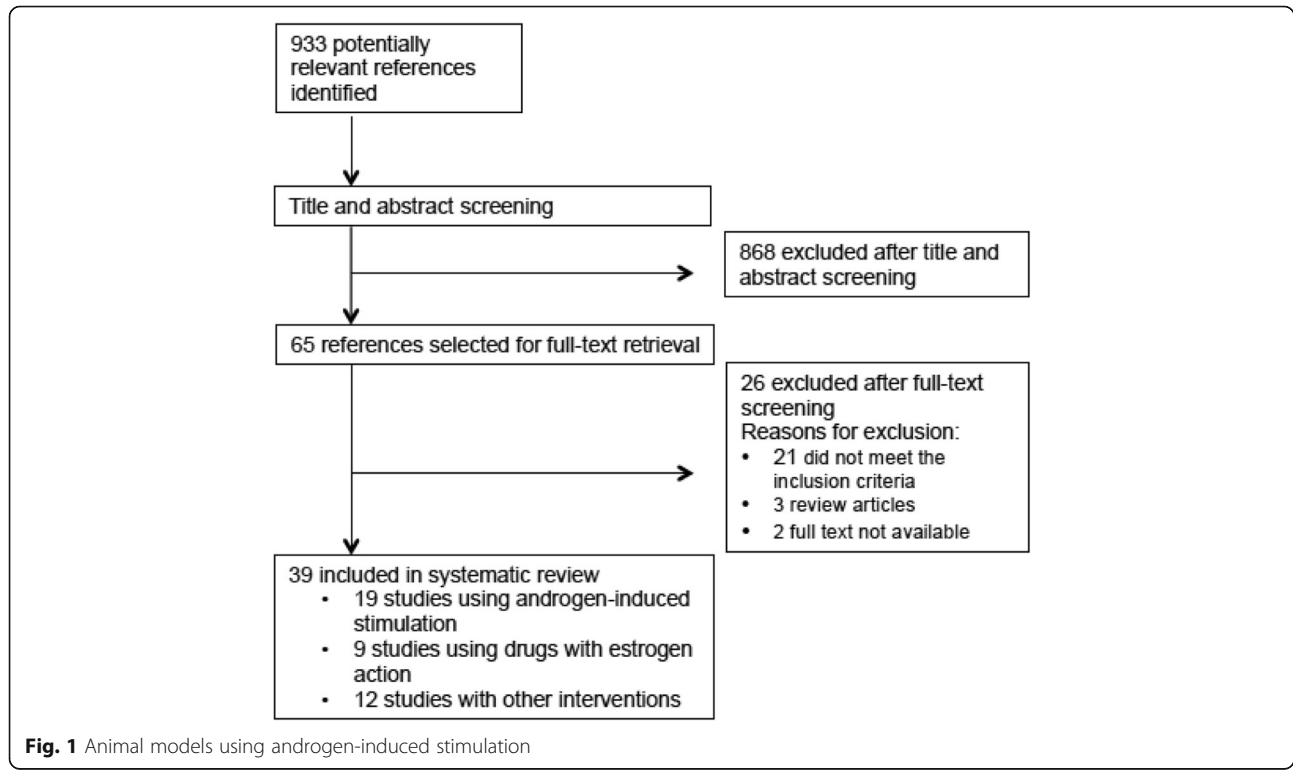 933 potentially
relevant references
identified
Title and abstract screening
868 excluded after title and
abstract screening
65 references selected for full-text retrieval
26 excluded after full-text
screening
Reasons for exclusion:
• 21 did not meet the
inclusion criteria
• 3 review articles
• 2 full text not available
39 included in systematic review
• 19 studies using androgen-induced
stimulation
• 9 studies using drugs with estrogen
action
• 12 studies with other interventions
Fig. 1 Animal models using androgen-induced stimulation